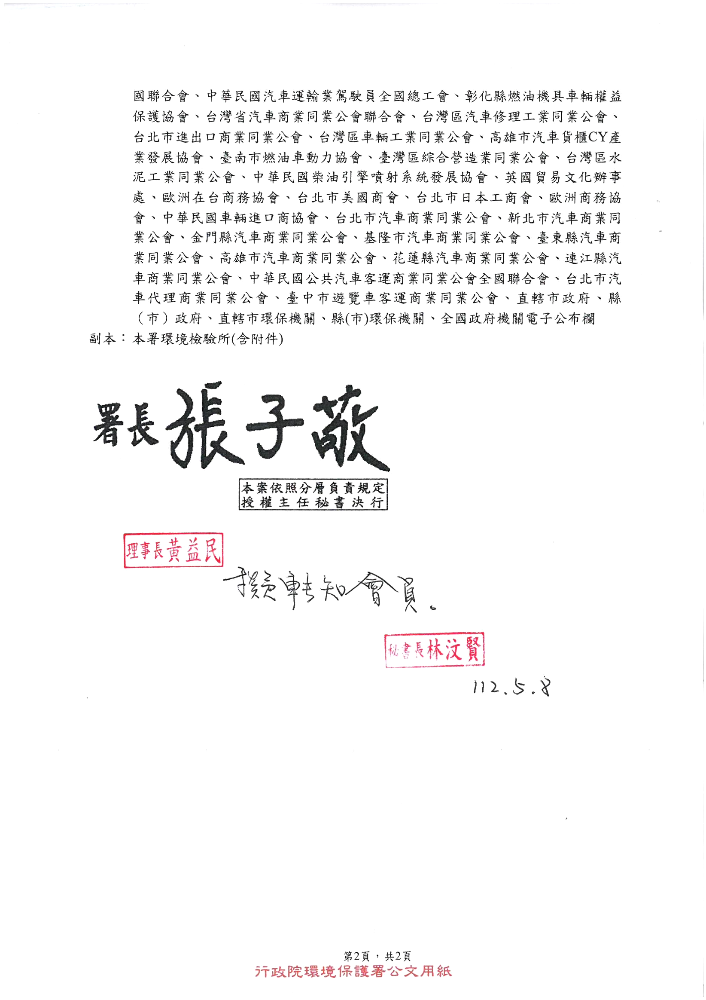 國聯合會、中華民國汽車運輸業駕駛員全國總工會、彰化縣燃油機具車輛權益
保護協會、台灣省汽車商業同業公會聯合會、台灣區汽車修理工業同業公會、
台北市進出口商業同業公會、台灣區車輛工業同業公會、高雄市汽車貨櫃CY產
業發展協會、臺南市燃油車動力協會、臺灣區綜合營造業同業公會、台灣區水
泥工業同業公會、中華民國柴油引擎噴射系統發展協會、英國貿易文化辦事
處、歐洲在台商務協會、台北市美國商會、台北市日本工商會、歐洲商務協
會、中華民國車輛進口商協會、台北市汽車商業同業公會、新北市汽車商業同
業公會、金門縣汽車商業同業公會、基隆市汽車商業同業公會、臺東縣汽車商
業同業公會、高雄市汽車商業同業公會、花蓮縣汽車商業同業公會、連江縣汽
車商業同業公會、中華民國公共汽車客運商業同業公會全國聯合會、台北市汽
車代理商業同業公會、臺中市遊覽車客運商業同業公會、直轄市政府、縣
（市）政府、直轄市環保機關、縣(市)環保機關、全國政府機關電子公布欄
副本：本署環境檢驗所(含附件)
署長 張子敬
本案依照分層負責規定
授權主任秘書決行
理事長黃益民
擬轉知會員。
秘書長林汶賢
112.5.8
第2頁，共2頁
行政院環境保護署公文用紙